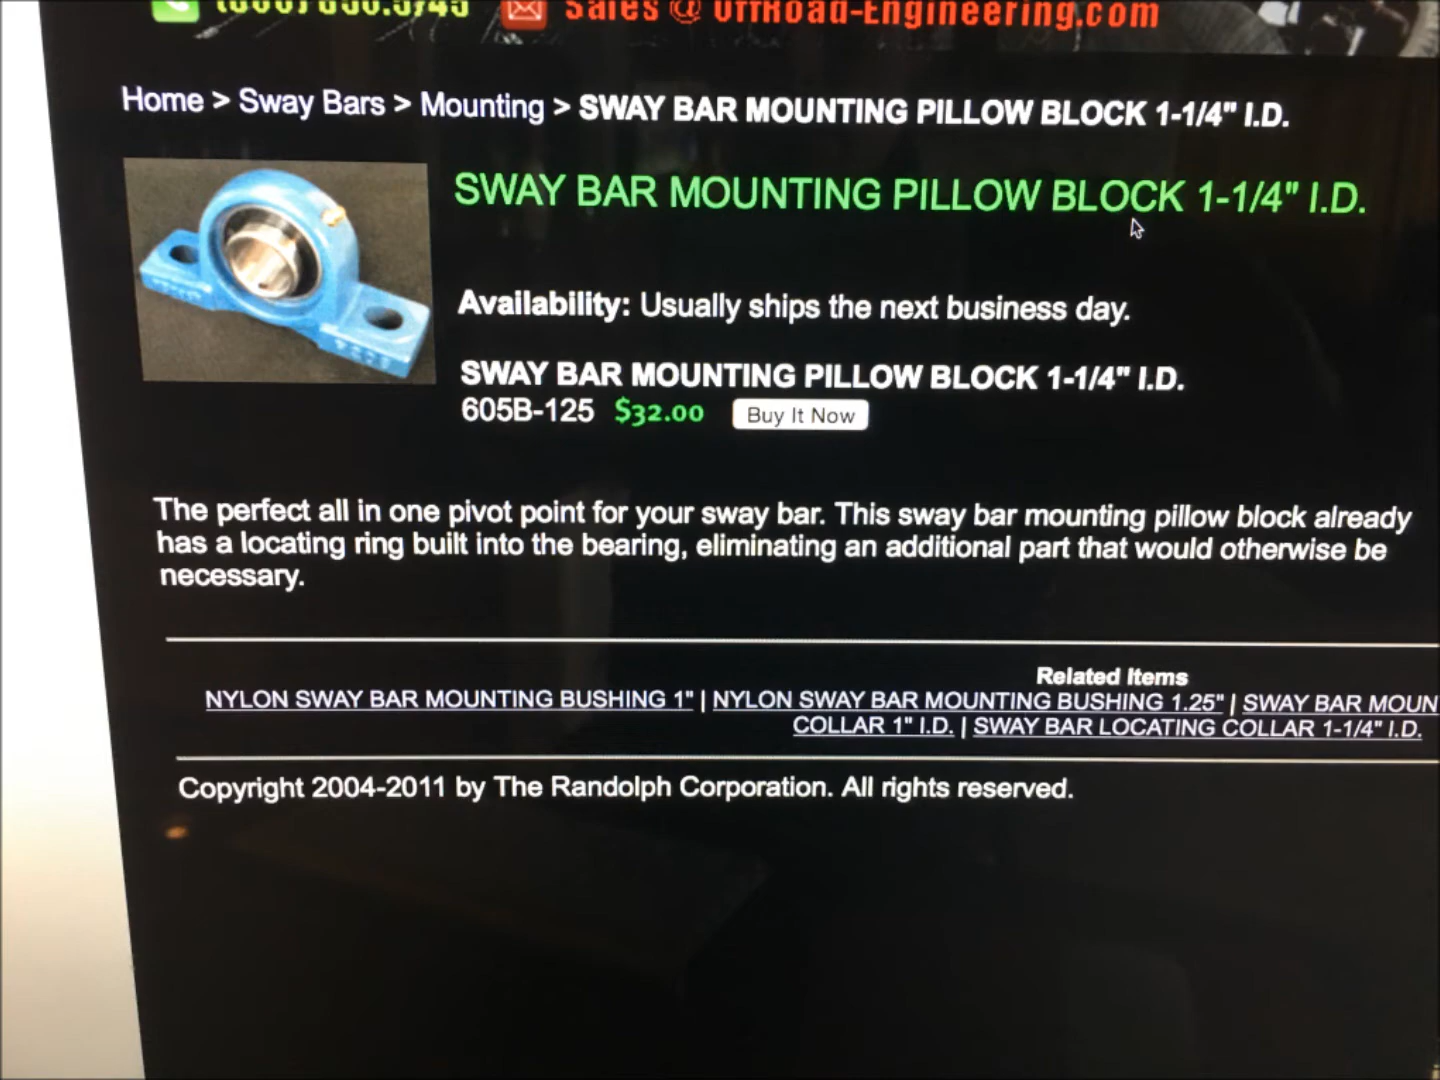 Sales @ OffRoad-Engineering.com
Home > Sway Bars > Mounting > SWAY BAR MOUNTING PILLOW BLOCK 1-1/4" I.D.
SWAY BAR MOUNTING PILLOW BLOCK 1-1/4" I.D.
Availability: Usually ships the next business day.
SWAY BAR MOUNTING PILLOW BLOCK 1-1/4" I.D.
605B-125 $32.00 Buy It Now
The perfect all in one pivot point for your sway bar. This sway bar mounting pillow block already
has a locating ring built into the bearing, eliminating an additional part that would otherwise be
necessary.
Related Items
NYLON SWAY BAR MOUNTING BUSHING 1" | NYLON SWAY BAR MOUNTING BUSHING 1.25" | SWAY BAR MOUN
COLLAR 1" I.D. | SWAY BAR LOCATING COLLAR 1-1/4" I.D.
Copyright 2004-2011 by The Randolph Corporation. All rights reserved.